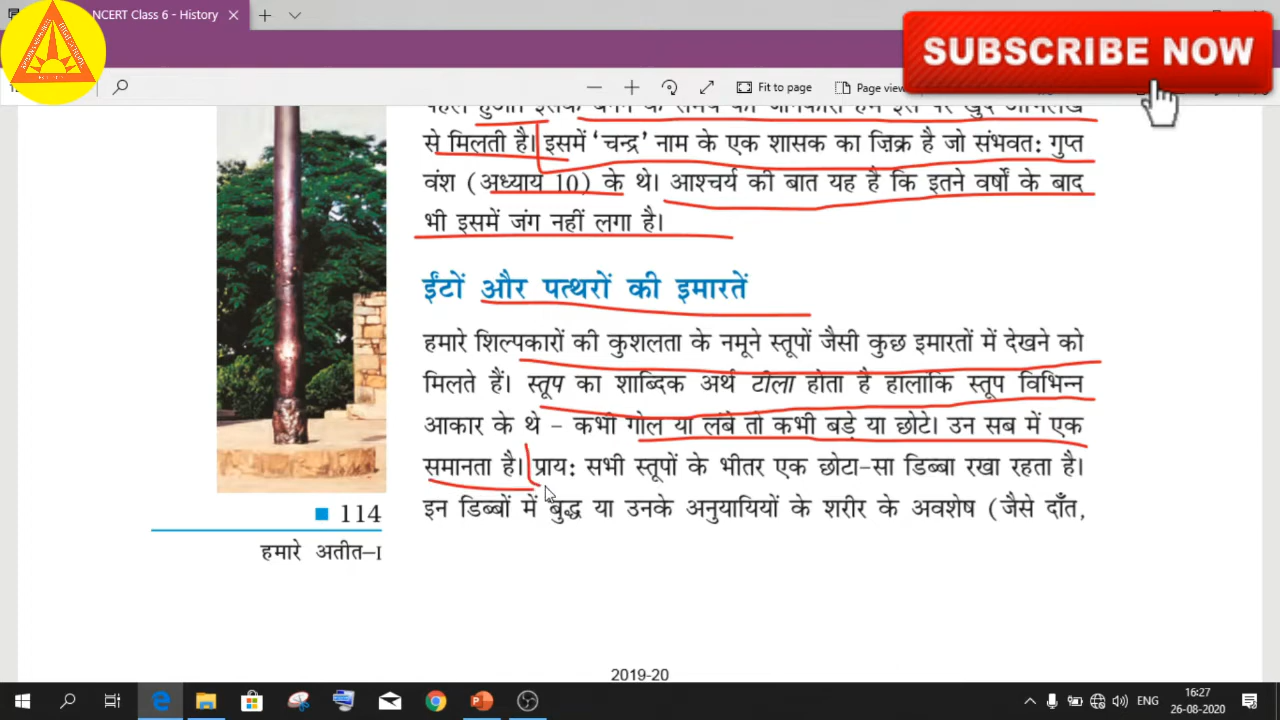 NCERT Class 6 - History
SUBSCRIBE NOW
Fit to page
Page view
से मिलती है। इसमें ‘चन्द्र’ नाम के एक शासक का ज़िक्र है जो संभवत: गुप्त
वंश (अध्याय 10) के थे। आश्चर्य की बात यह है कि इतने वर्षों के बाद
भी इसमें जंग नहीं लगा है।
ईंटों और पत्थरों की इमारतें
हमारे शिल्पकारों की कुशलता के नमूने स्तूपों जैसी कुछ इमारतों में देखने को
मिलते हैं। स्तूप का शाब्दिक अर्थ टीला होता है हालांकि स्तूप विभिन्न
आकार के थे – कभी गोल या लंबे तो कभी बड़े या छोटे। उन सब में एक
समानता है। प्राय: सभी स्तूपों के भीतर एक छोटा-सा डिब्बा रखा रहता है।
इन डिब्बों में बुद्ध या उनके अनुयायियों के शरीर के अवशेष (जैसे दाँत,
114
हमारे अतीत–I
2019-20
ENG
16:27
26-08-2020